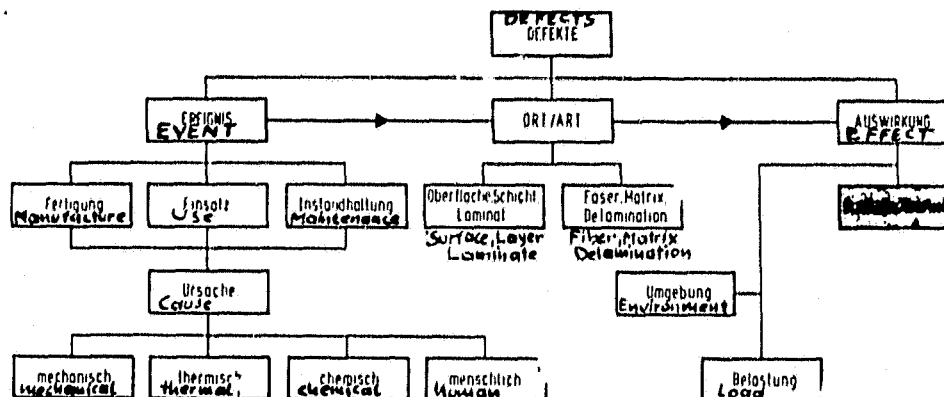 DEFECTS
DEFEKTE
EREIGNIS
EVENT
ORT/ART
AUSWIRKUNG
EFFECT
Fertigung
Manufacture
Einsatz
Use
Instandhaltung
Maintenance
Oberfläche, Schicht
Laminat
Surface, Layer
Laminate
Faser, Matrix,
Delamination
Fiber, Matrix
Delamination
Ursache
Cause
Umgebung
Environment
mechanisch
mechanical
thermisch
thermal,
chemisch
chemical
menschlich
human
Belastung
Load